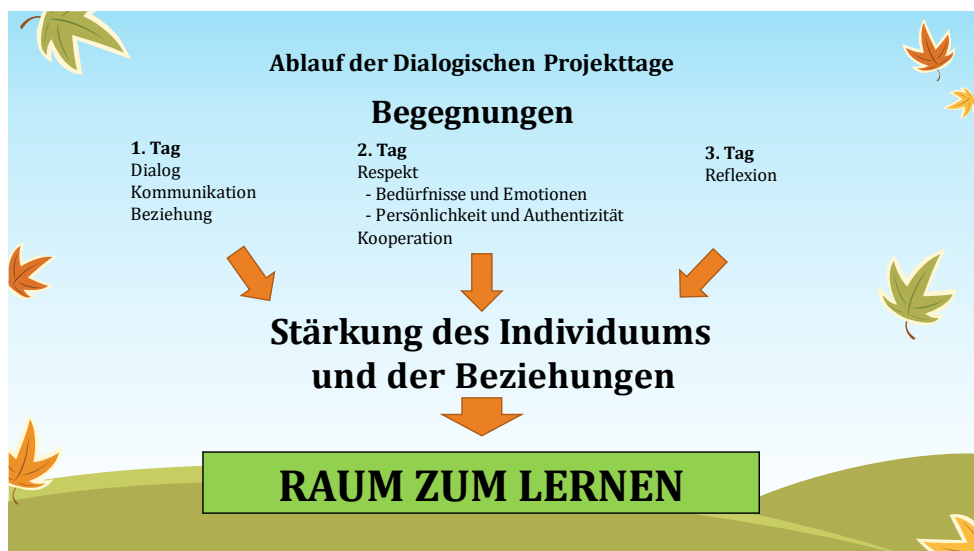 Ablauf der Dialogischen Projekttage
Begegnungen
1. Tag
Dialog
Kommunikation
Beziehung
2. Tag
Respekt
- Bedürfnisse und Emotionen
- Persönlichkeit und Authentizität
Kooperation
3. Tag
Reflexion
Stärkung des Individuums
und der Beziehungen
RAUM ZUM LERNEN